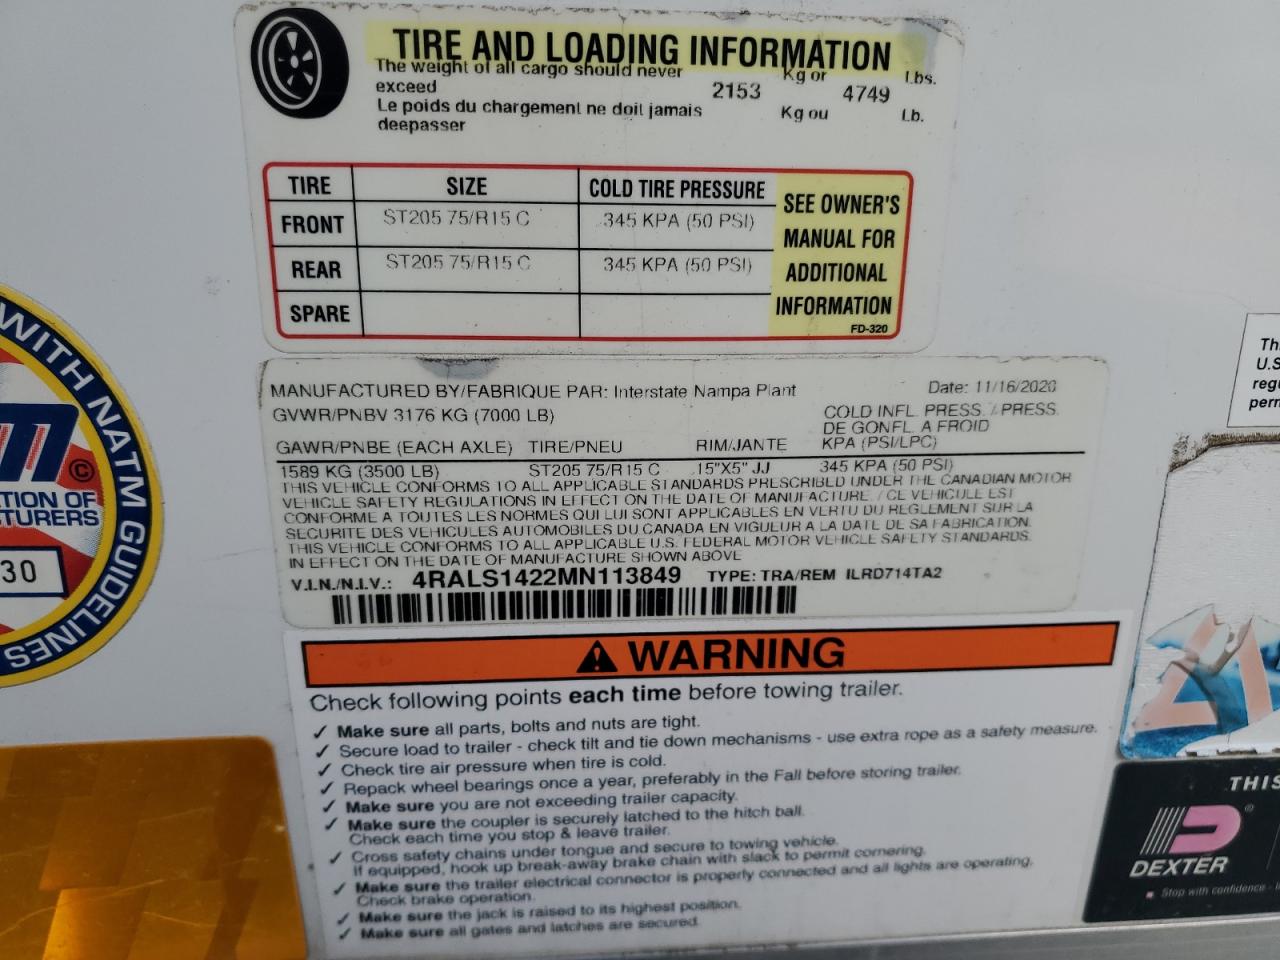 TIRE AND LOADING INFORMATION
The weight of all cargo should never
exceed
2153
Kg or
4749
Lbs.
Le poids du chargement ne doit jamais
deepasser
Kg ou
Lb.
TIRE SIZE COLD TIRE PRESSURE
FRONT ST205 75/R15 C 345 KPA (50 PSI)
REAR ST205 75/R15 C 345 KPA (50 PSI)
SPARE
SEE OWNER'S
MANUAL FOR
ADDITIONAL
INFORMATION
FD-320
MANUFACTURED BY/FABRIQUE PAR: Interstate Nampa Plant Date: 11/16/2020
GVWR/PNBV 3176 KG (7000 LB)
COLD INFL. PRESS. / PRESS.
DE GONFL. A FROID
GAWR/PNBE (EACH AXLE) TIRE/PNEU RIM/JANTE KPA (PSI/LPC)
1589 KG (3500 LB) ST205 75/R15 C 15"X5" JJ 345 KPA (50 PSI)
THIS VEHICLE CONFORMS TO ALL APPLICABLE STANDARDS PRESCRIBED UNDER THE CANADIAN MOTOR
VEHICLE SAFETY REGULATIONS IN EFFECT ON THE DATE OF MANUFACTURE. / CE VEHICULE EST
CONFORME A TOUTES LES NORMES QUI LUI SONT APPLICABLES EN VERTU DU REGLEMENT SUR LA
SECURITE DES VEHICULES AUTOMOBILES DU CANADA EN VIGUEUR A LA DATE DE SA FABRICATION.
THIS VEHICLE CONFORMS TO ALL APPLICABLE U.S. FEDERAL MOTOR VEHICLE SAFETY STANDARDS
IN EFFECT ON THE DATE OF MANUFACTURE SHOWN ABOVE
V.I.N./N.I.V.: 4RALS1422MN113849 TYPE: TRA/REM ILRD714TA2
WARNING
Check following points each time before towing trailer.
✓ Make sure all parts, bolts and nuts are tight.
✓ Secure load to trailer - check tilt and tie down mechanisms - use extra rope as a safety measure.
✓ Check tire air pressure when tire is cold.
✓ Repack wheel bearings once a year, preferably in the Fall before storing trailer.
✓ Make sure you are not exceeding trailer capacity.
✓ Make sure the coupler is securely latched to the hitch ball.
Check each time you stop & leave trailer.
✓ Cross safety chains under tongue and secure to towing vehicle.
If equipped, hook up break-away brake chain with slack to permit cornering.
✓ Make sure the trailer electrical connector is properly connected and all lights are operating.
Check brake operation.
✓ Make sure the jack is raised to its highest position.
✓ Make sure all gates and latches are secured.
WITH NATM GUIDELINES
©
TION OF
TURERS
30
U.S
regu
perm
THIS
DEXTER
®
Stop with confidence